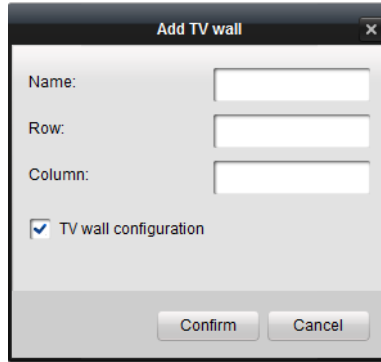 Add TV wall
Name:
Row:
Column:
TV wall configuration
Confirm Cancel